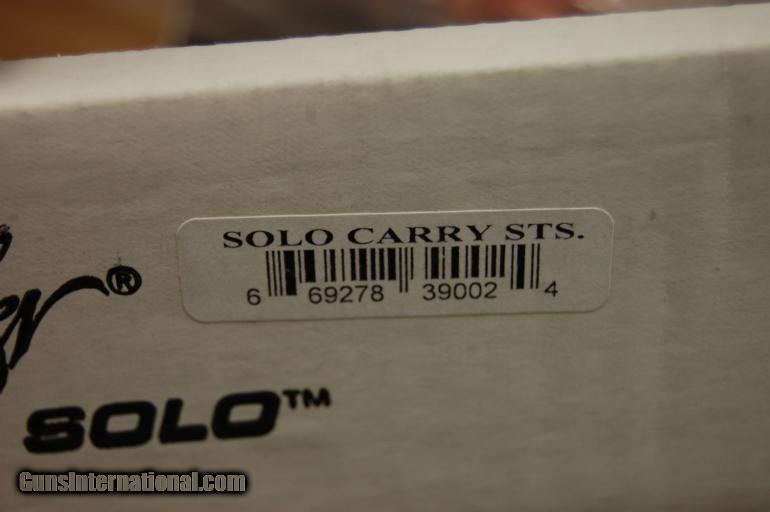 SOLO CARRY STS.
6 69278 39002 4
®
SOLO™
GunsInternational.com